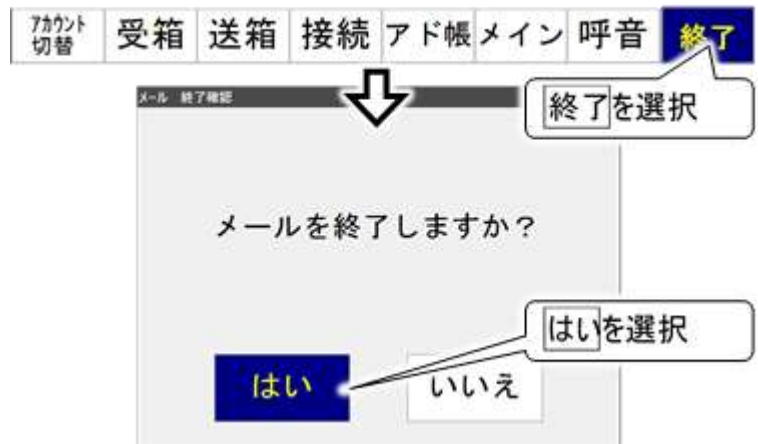 アカウント
切替
受箱
送箱
接続
アド帳
メイン
呼音
終了
終了を選択
メール 終了確認
メールを終了しますか？
はいを選択
はい
いいえ